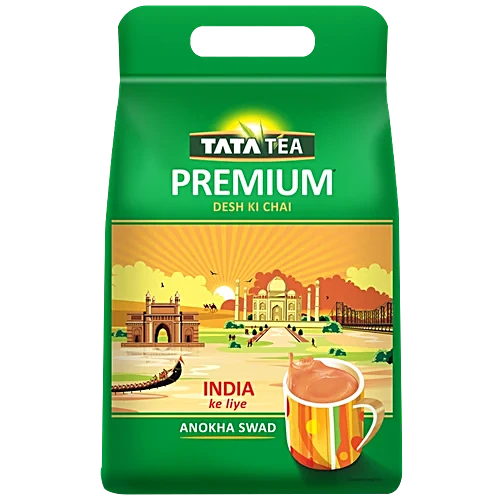 TATA TEA
PREMIUM
DESH KI CHAI
INDIA
ke liye
ANOKHA SWAD